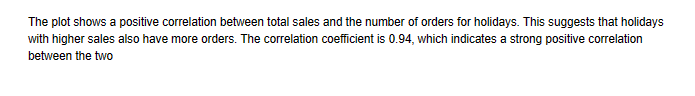 The plot shows a positive correlation between total sales and the number of orders for holidays. This suggests that holidays
with higher sales also have more orders. The correlation coefficient is 0.94, which indicates a strong positive correlation
between the two